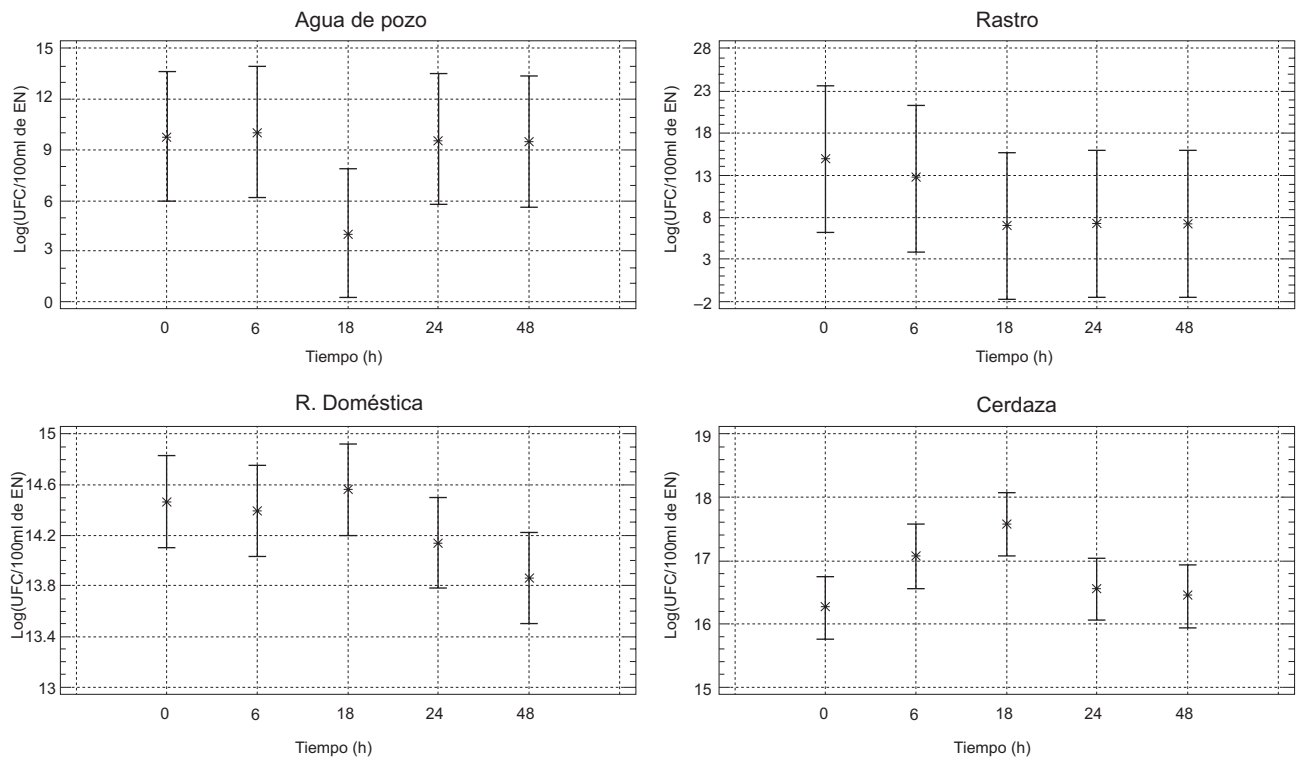 Agua de pozo
Log(UFC/100ml de EN)
15
12
9
6
3
0
0 6 18 24 48
Tiempo (h)
Rastro
Log(UFC/100ml de EN)
28
23
18
13
8
3
–2
0 6 18 24 48
Tiempo (h)
R. Doméstica
Log(UFC/100ml de EN)
15
14.6
14.2
13.8
13.4
13
0 6 18 24 48
Tiempo (h)
Cerdaza
Log(UFC/100ml de EN)
19
18
17
16
15
0 6 18 24 48
Tiempo (h)